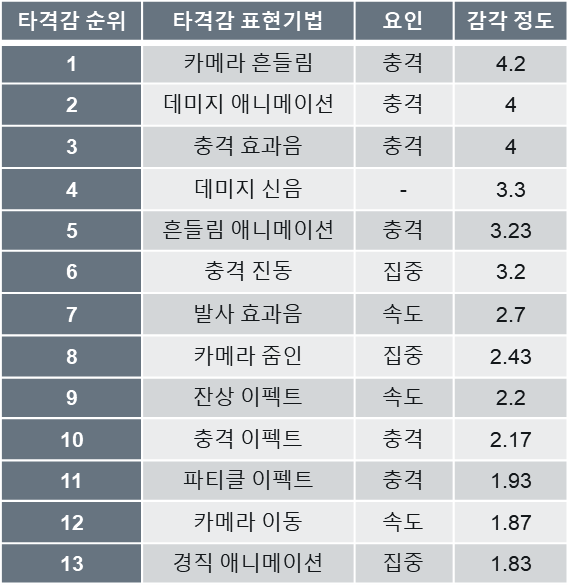 타격감 순위 타격감 표현기법 요인 감각 정도
1 카메라 흔들림 충격 4.2
2 데미지 애니메이션 충격 4
3 충격 효과음 충격 4
4 데미지 신음 - 3.3
5 흔들림 애니메이션 충격 3.23
6 충격 진동 집중 3.2
7 발사 효과음 속도 2.7
8 카메라 줌인 집중 2.43
9 잔상 이펙트 속도 2.2
10 충격 이펙트 충격 2.17
11 파티클 이펙트 충격 1.93
12 카메라 이동 속도 1.87
13 경직 애니메이션 집중 1.83